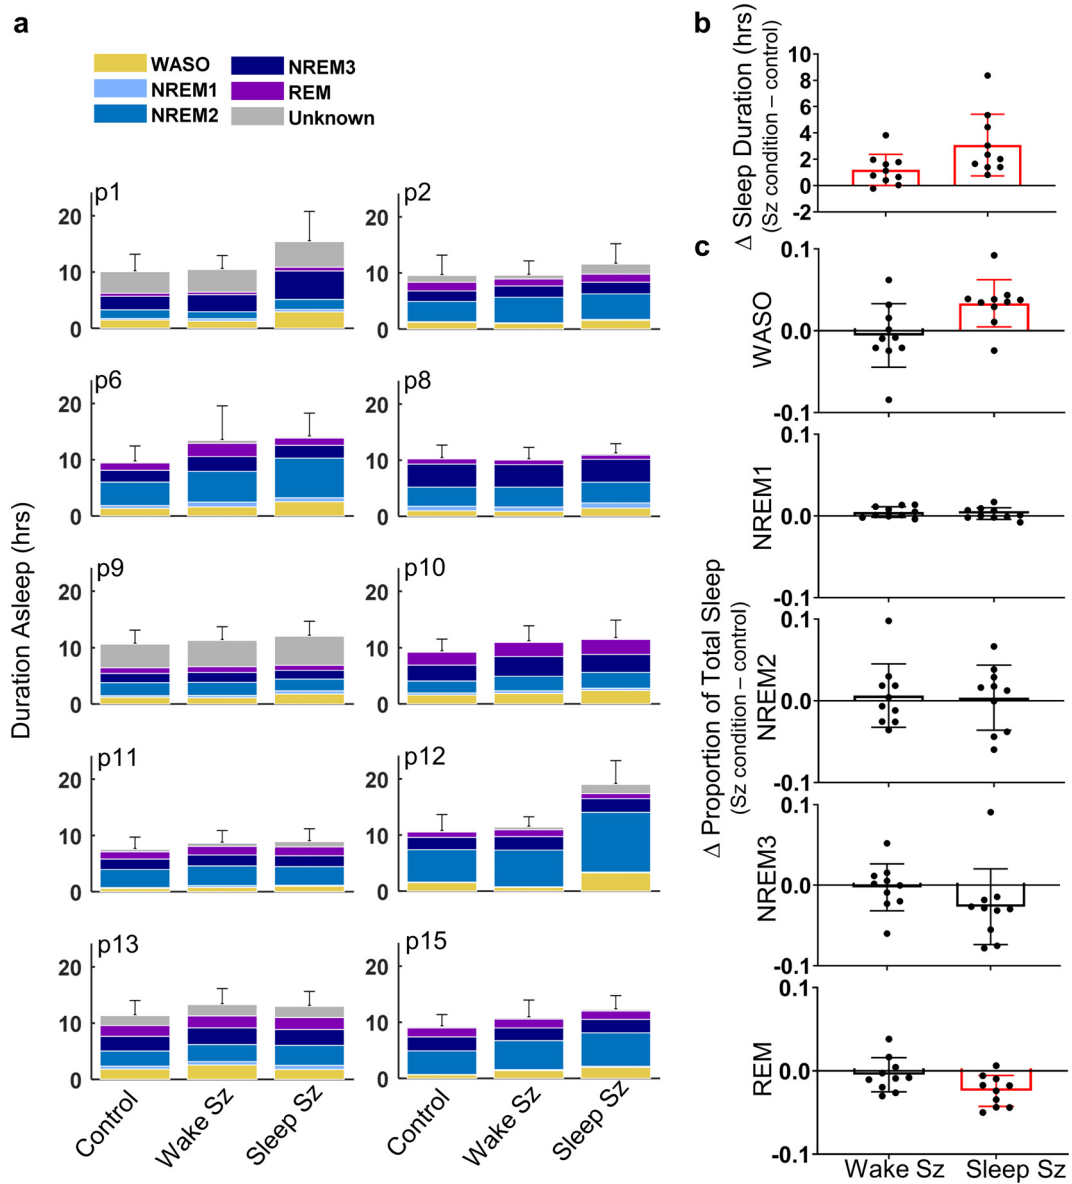 a
WASO
NREM1
NREM2
NREM3
REM
Unknown
Duration Asleep (hrs)
p1
20
10
0
p2
20
10
0
p6
20
10
0
p8
20
10
0
p9
20
10
0
p10
20
10
0
p11
20
10
0
p12
20
10
0
p13
20
10
0
p15
20
10
0
Control
Wake Sz
Sleep Sz
Control
Wake Sz
Sleep Sz
b
Δ Sleep Duration (hrs)
(Sz condition – control)
10
8
6
4
2
0
-2
c
Δ Proportion of Total Sleep
(Sz condition – control)
WASO
0.1
0.0
-0.1
NREM1
0.1
0.0
-0.1
NREM2
0.1
0.0
-0.1
NREM3
0.1
0.0
-0.1
REM
0.1
0.0
-0.1
Wake Sz
Sleep Sz